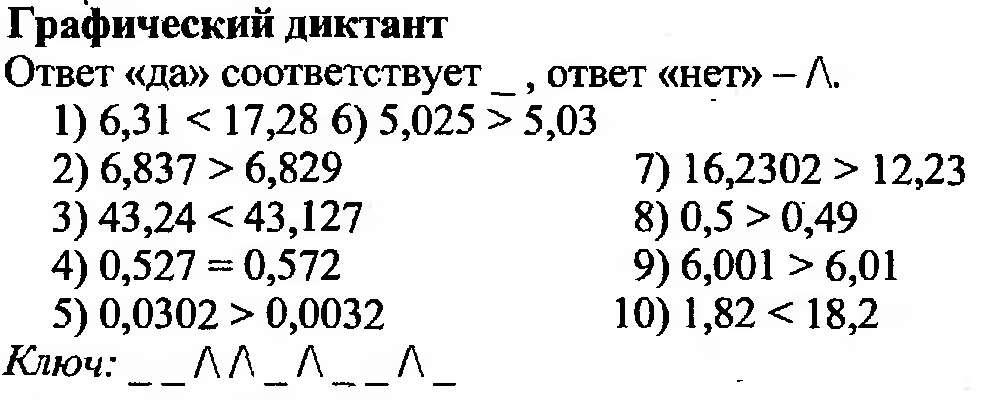 Графический диктант
Ответ «да» соответствует _ , ответ «нет» – /\.
1) 6,31 < 17,28 6) 5,025 > 5,03
2) 6,837 > 6,829 7) 16,2302 > 12,23
3) 43,24 < 43,127 8) 0,5 > 0,49
4) 0,527 = 0,572 9) 6,001 > 6,01
5) 0,0302 > 0,0032 10) 1,82 < 18,2
Ключ: _ _ /\ /\ _ /\ _ _ /\ _